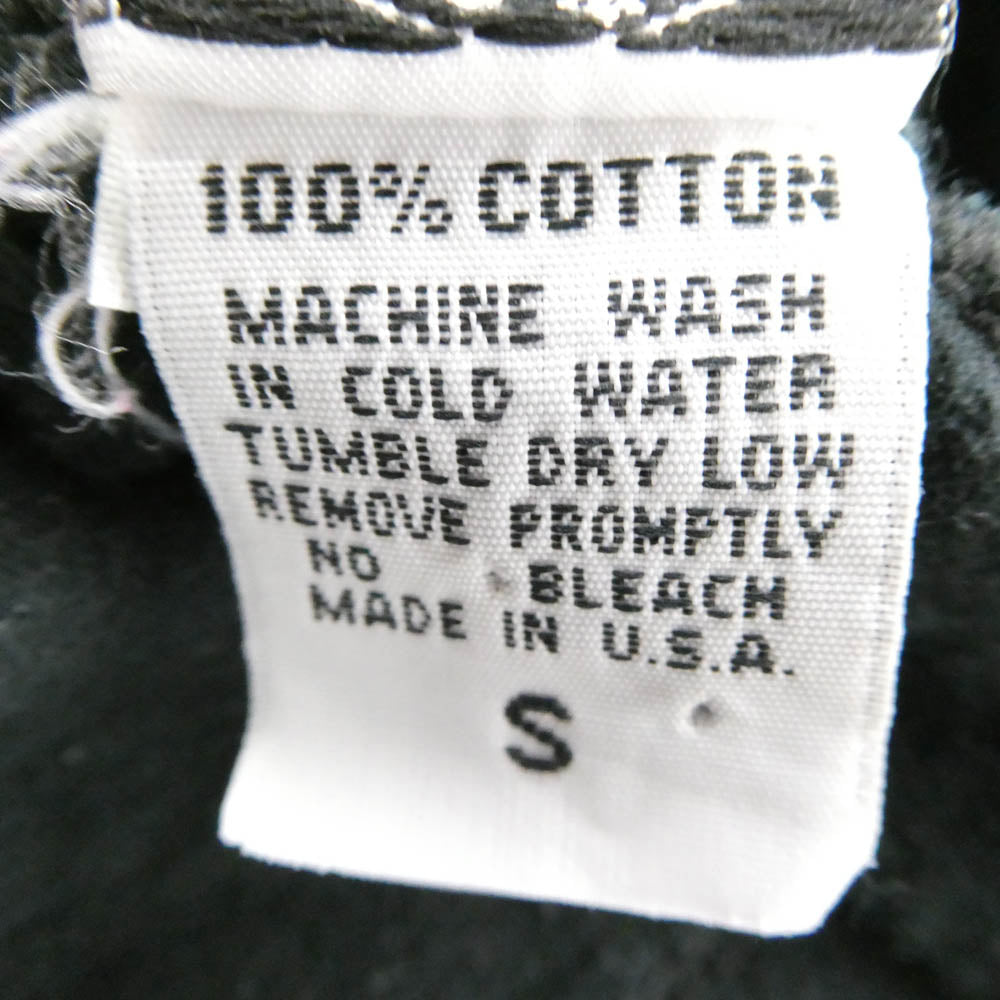 100% COTTON
MACHINE WASH
IN COLD WATER
TUMBLE DRY LOW
REMOVE PROMPTLY
NO BLEACH
MADE IN U.S.A.
S